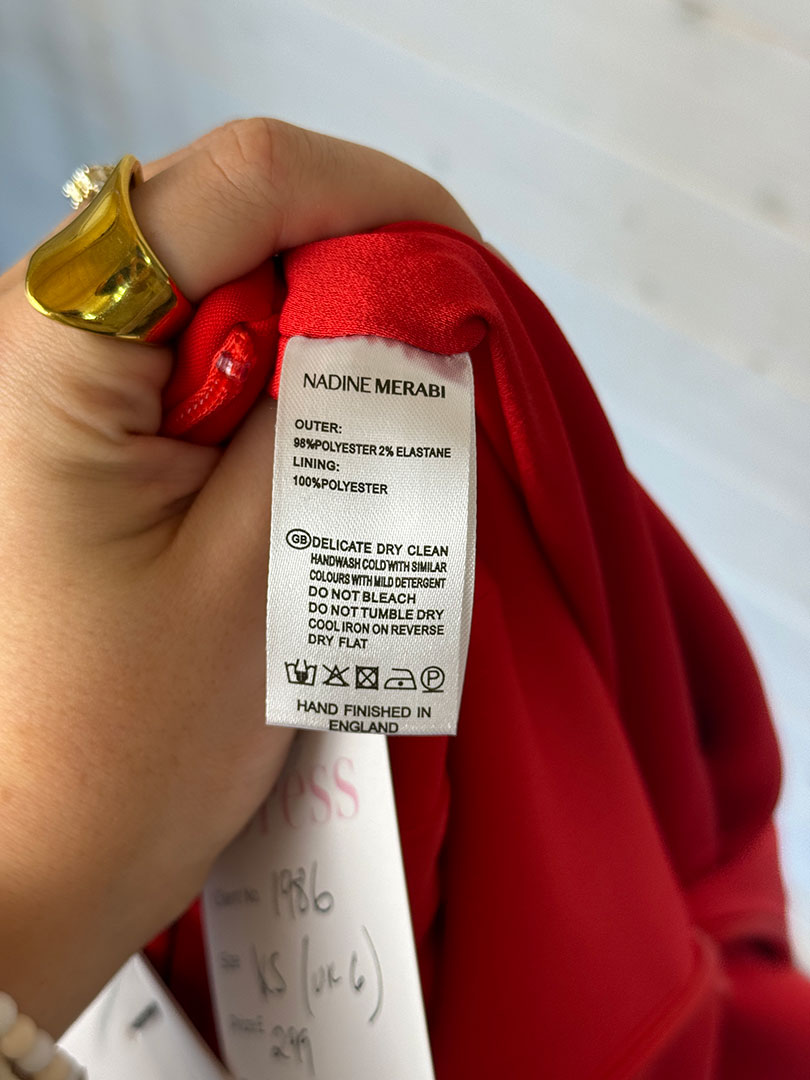 NADINE MERABI
OUTER:
98%POLYESTER 2% ELASTANE
LINING:
100%POLYESTER
GB DELICATE DRY CLEAN
HANDWASH COLD WITH SIMILAR
COLOURS WITH MILD DETERGENT
DO NOT BLEACH
DO NOT TUMBLE DRY
COOL IRON ON REVERSE
DRY FLAT
P
HAND FINISHED IN
ENGLAND
ress
1986
XS (UK 6)
299